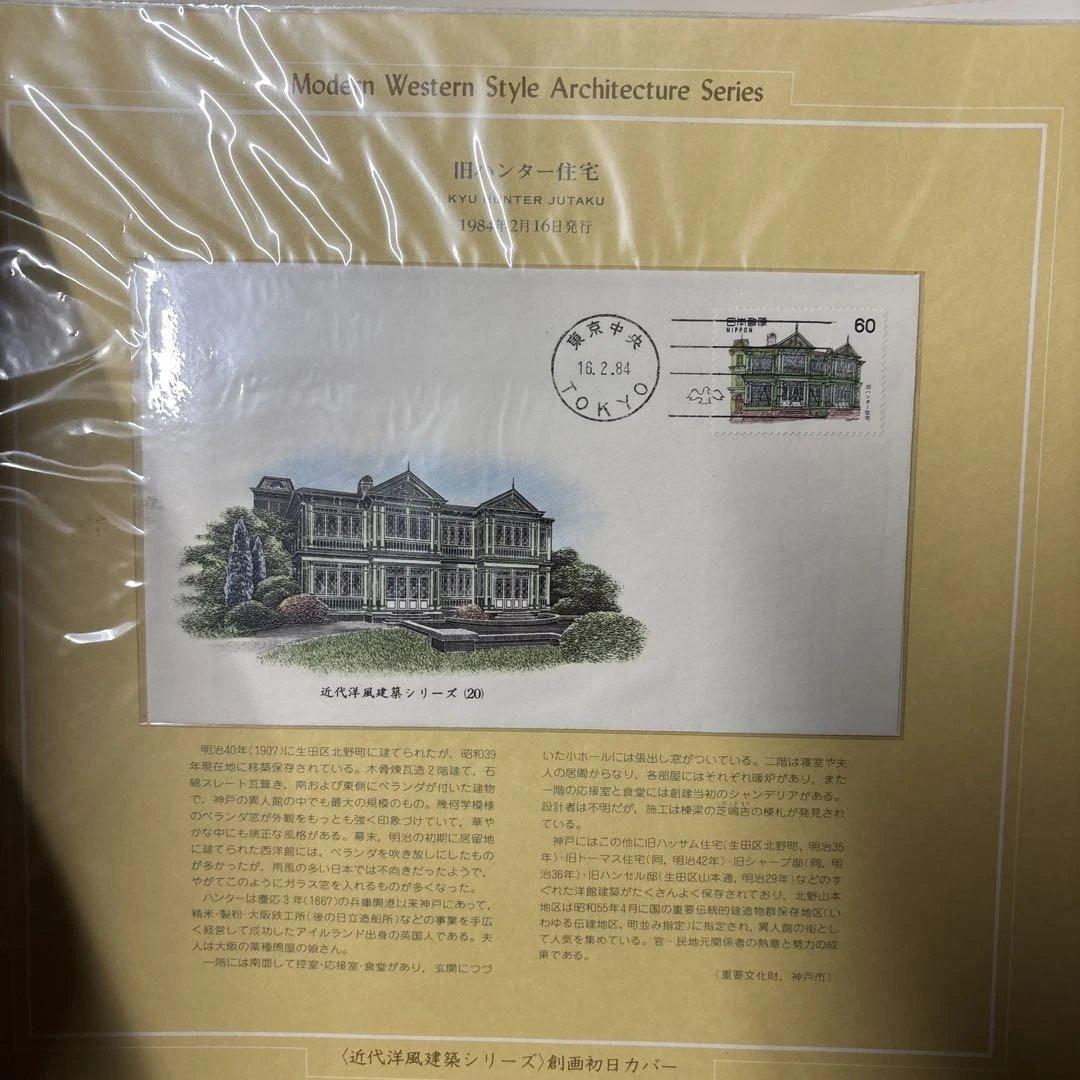 Modern Western Style Architecture Series
旧ハンター住宅
KYU HUNTER JUTAKU
1984年2月16日発行
東京中央
16.2.84
TOKYO
日本郵便
NIPPON
60
旧ハンター住宅
近代洋風建築シリーズ (20)
明治40年(1907)に生田区北野町に建てられたが，昭和39
年現在地に移築保存されている。木骨煉瓦造2階建て，石
綿スレート瓦葺き，南および東側にベランダが付いた建物
で，神戸の異人館の中でも最大の規模のもの。幾何学模様
のベランダ窓が外観をもっとも強く印象づけていて，華や
かな中にも端正な風格がある。幕末，明治の初期に居留地
に建てられた西洋館には，ベランダを吹き放しにしたもの
が多かったが，雨風の多い日本では不向きだったようで，
やがてこのようにガラス窓を入れるものが多くなった。
ハンターは慶応3年(1867)の兵庫開港以来神戸にあって，
精米・製粉・大阪鉄工所(後の日立造船所)などの事業を手広
く経営して成功したアイルランド出身の英国人である。夫
人は大阪の薬種問屋の娘さん。
一階には南面して控室・応接室・食堂があり，玄関につづ
いた小ホールには張出し窓がついている。二階は寝室や夫
人の居間からなり，各部屋にはそれぞれ暖炉があり，また
一階の応接室と食堂には創建当初のシャンデリアがある。
設計者は不明だが，施工は棟梁の芝嶋吉の棟札が発見され
ている。
神戸にはこの他に旧ハッサム住宅(生田区北野町，明治35
年)・旧トーマス住宅(同，明治42年)・旧シャープ邸(同，明
治36年)・旧ハンセル邸(生田区山本通，明治29年)などのす
ぐれた洋館建築がたくさんよく保存されており，北野山本
地区は昭和55年4月に国の重要伝統的建造物群保存地区(い
わゆる伝建地区，町並み指定)に指定され，異人館の街とし
て人気を集めている。官・民地元関係者の熱意と努力の成
果である。
(重要文化財，神戸市)
〈近代洋風建築シリーズ〉創画初日カバー